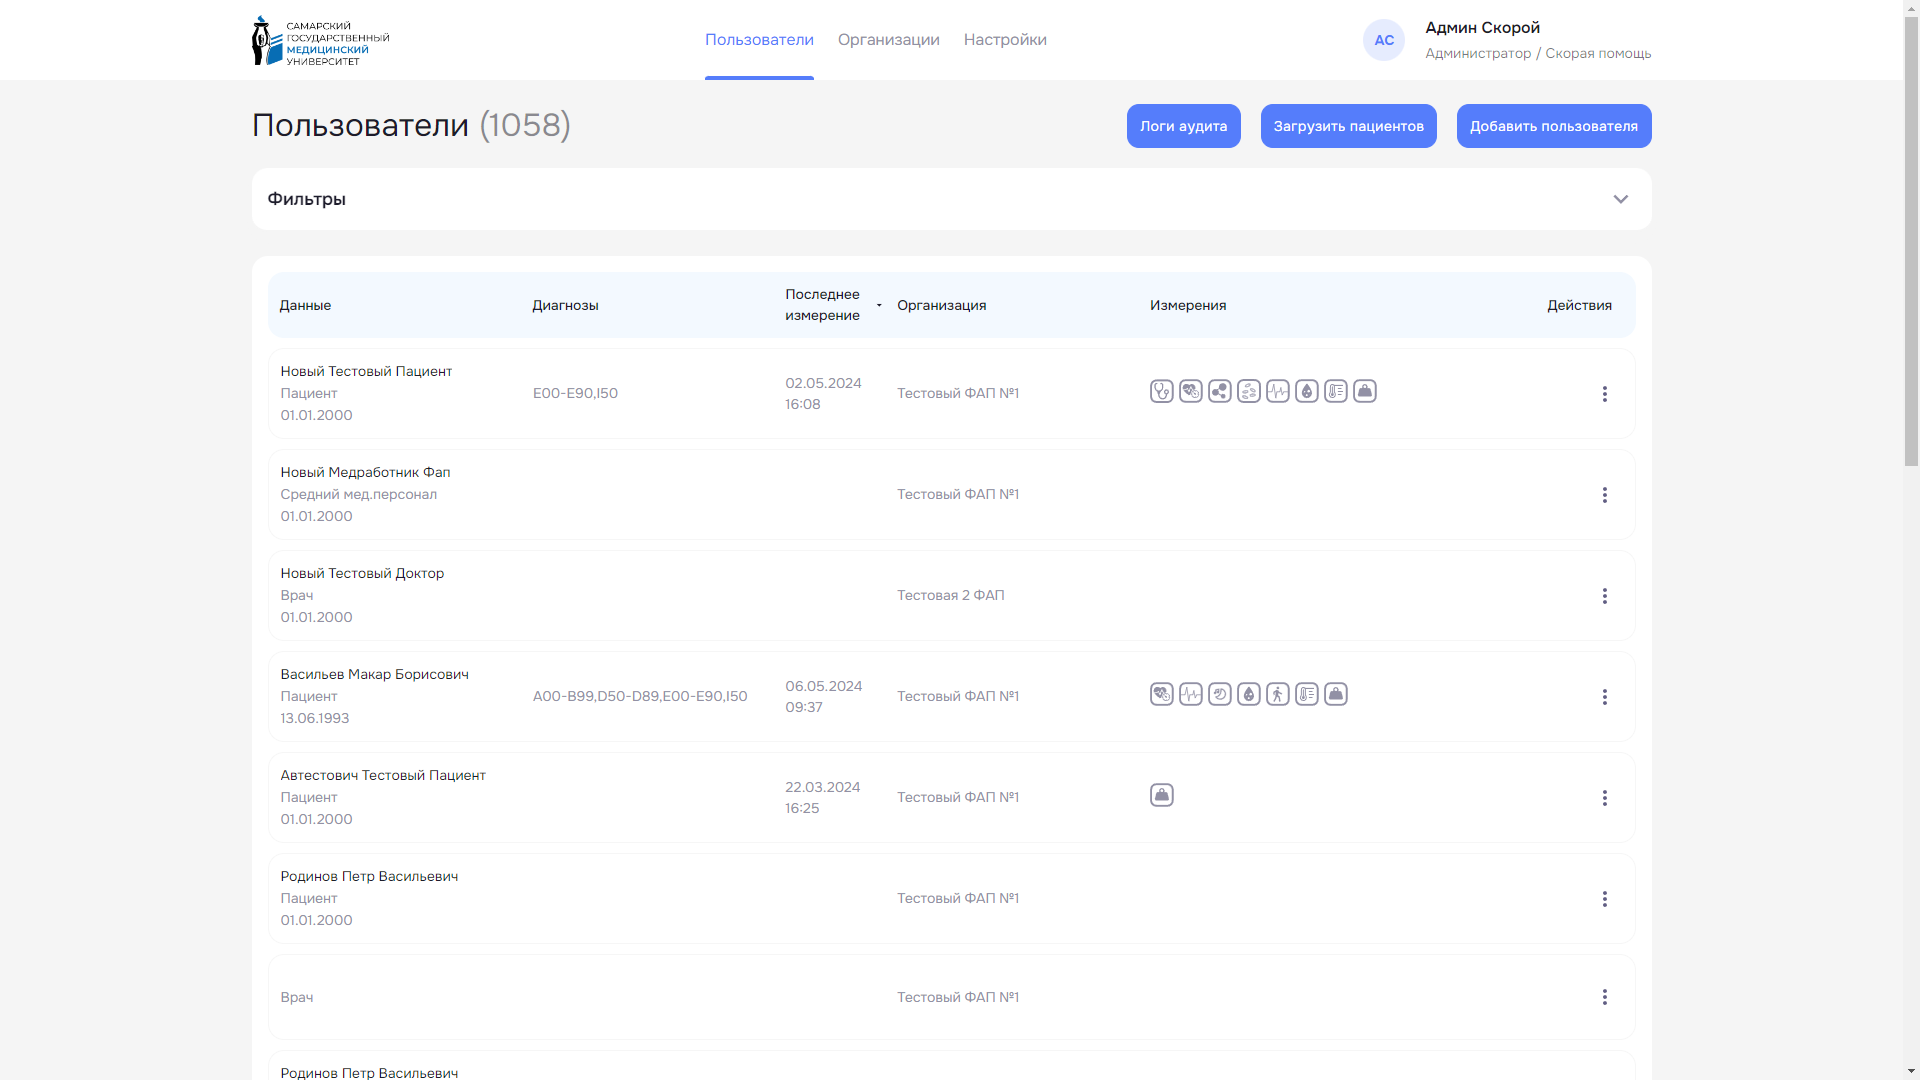 САМАРСКИЙ
ГОСУДАРСТВЕННЫЙ
МЕДИЦИНСКИЙ
УНИВЕРСИТЕТ
Пользователи Организации Настройки
АС
Админ Скорой
Администратор / Скорая помощь
Пользователи (1058)
Логи аудита Загрузить пациентов Добавить пользователя
Фильтры
Данные Диагнозы Последнее измерение Организация Измерения Действия
Новый Тестовый Пациент
Пациент
01.01.2000
E00-E90,I50
02.05.2024
16:08
Тестовый ФАП №1
Новый Медработник Фап
Средний мед.персонал
01.01.2000
Тестовый ФАП №1
Новый Тестовый Доктор
Врач
01.01.2000
Тестовая 2 ФАП
Васильев Макар Борисович
Пациент
13.06.1993
A00-B99,D50-D89,E00-E90,I50
06.05.2024
09:37
Тестовый ФАП №1
Автестович Тестовый Пациент
Пациент
01.01.2000
22.03.2024
16:25
Тестовый ФАП №1
Родинов Петр Васильевич
Пациент
01.01.2000
Тестовый ФАП №1
Врач
Тестовый ФАП №1
Родинов Петр Васильевич